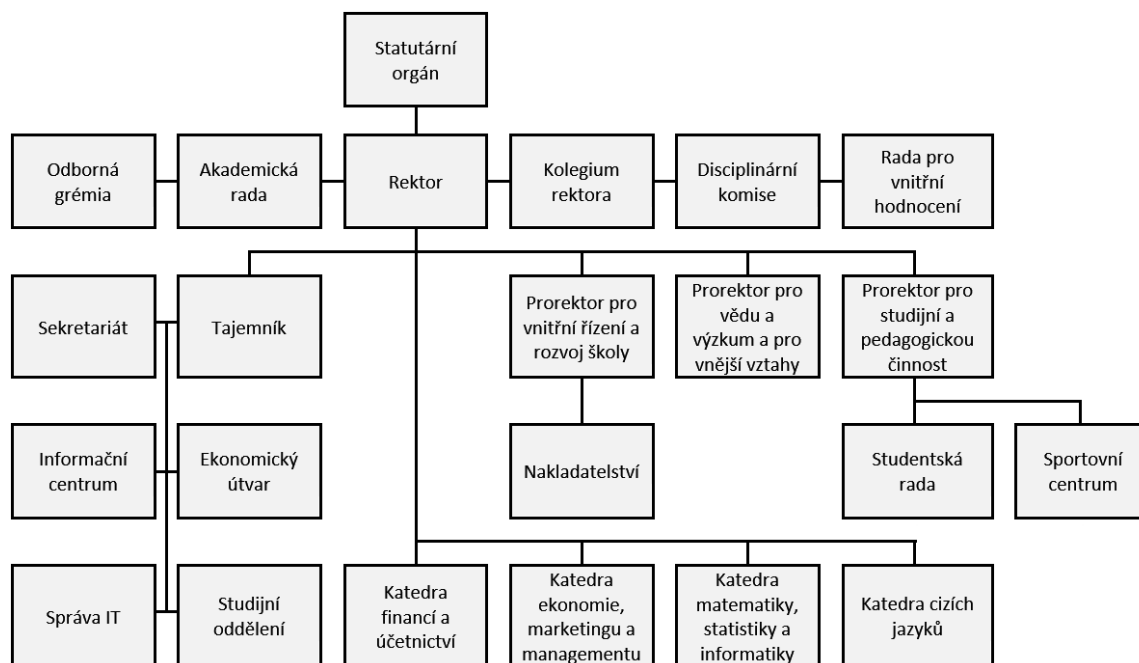 Statutární
orgán
Odborná
grémia
Akademická
rada
Rektor
Kolegium
rektora
Disciplinární
komise
Rada pro
vnitřní
hodnocení
Sekretariát
Tajemník
Prorektor pro
vnitřní řízení a
rozvoj školy
Prorektor pro
vědu a
výzkum a pro
vnější vztahy
Prorektor pro
studijní a
pedagogickou
činnost
Informační
centrum
Ekonomický
útvar
Nakladatelství
Studentská
rada
Sportovní
centrum
Správa IT
Studijní
oddělení
Katedra
financí a
účetnictví
Katedra
ekonomie,
marketingu a
managementu
Katedra
matematiky,
statistiky a
informatiky
Katedra cizích
jazyků